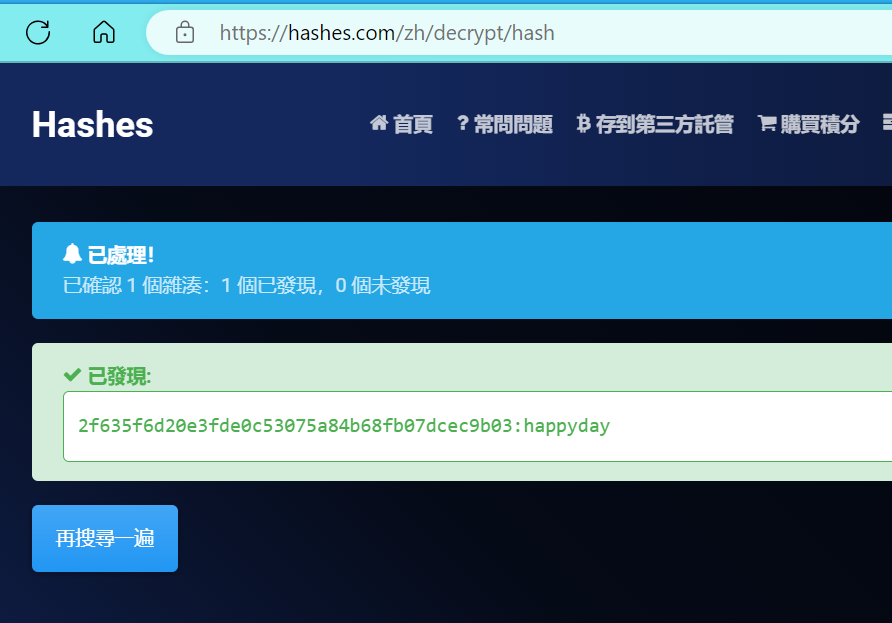 https://hashes.com/zh/decrypt/hash
Hashes
首頁 ? 常問問題 存到第三方託管 購買積分
已處理!
已確認 1 個雜湊: 1 個已發現, 0 個未發現
已發現:
2f635f6d20e3fde0c53075a84b68fb07dcec9b03:happyday
再搜尋一遍